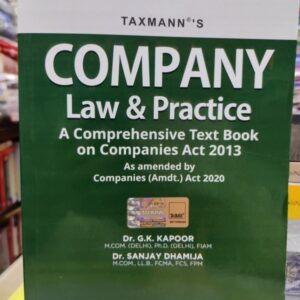 TAXMANN®'S
COMPANY
Law & Practice
A Comprehensive Text Book
on Companies Act 2013
As amended by
Companies (Amdt.) Act 2020
Dr. G.K. KAPOOR
M.COM. (DELHI), Ph.D. (DELHI), FIAM
Dr. SANJAY DHAMIJA
M.COM., LL.B., FCMA, FCS, FPM